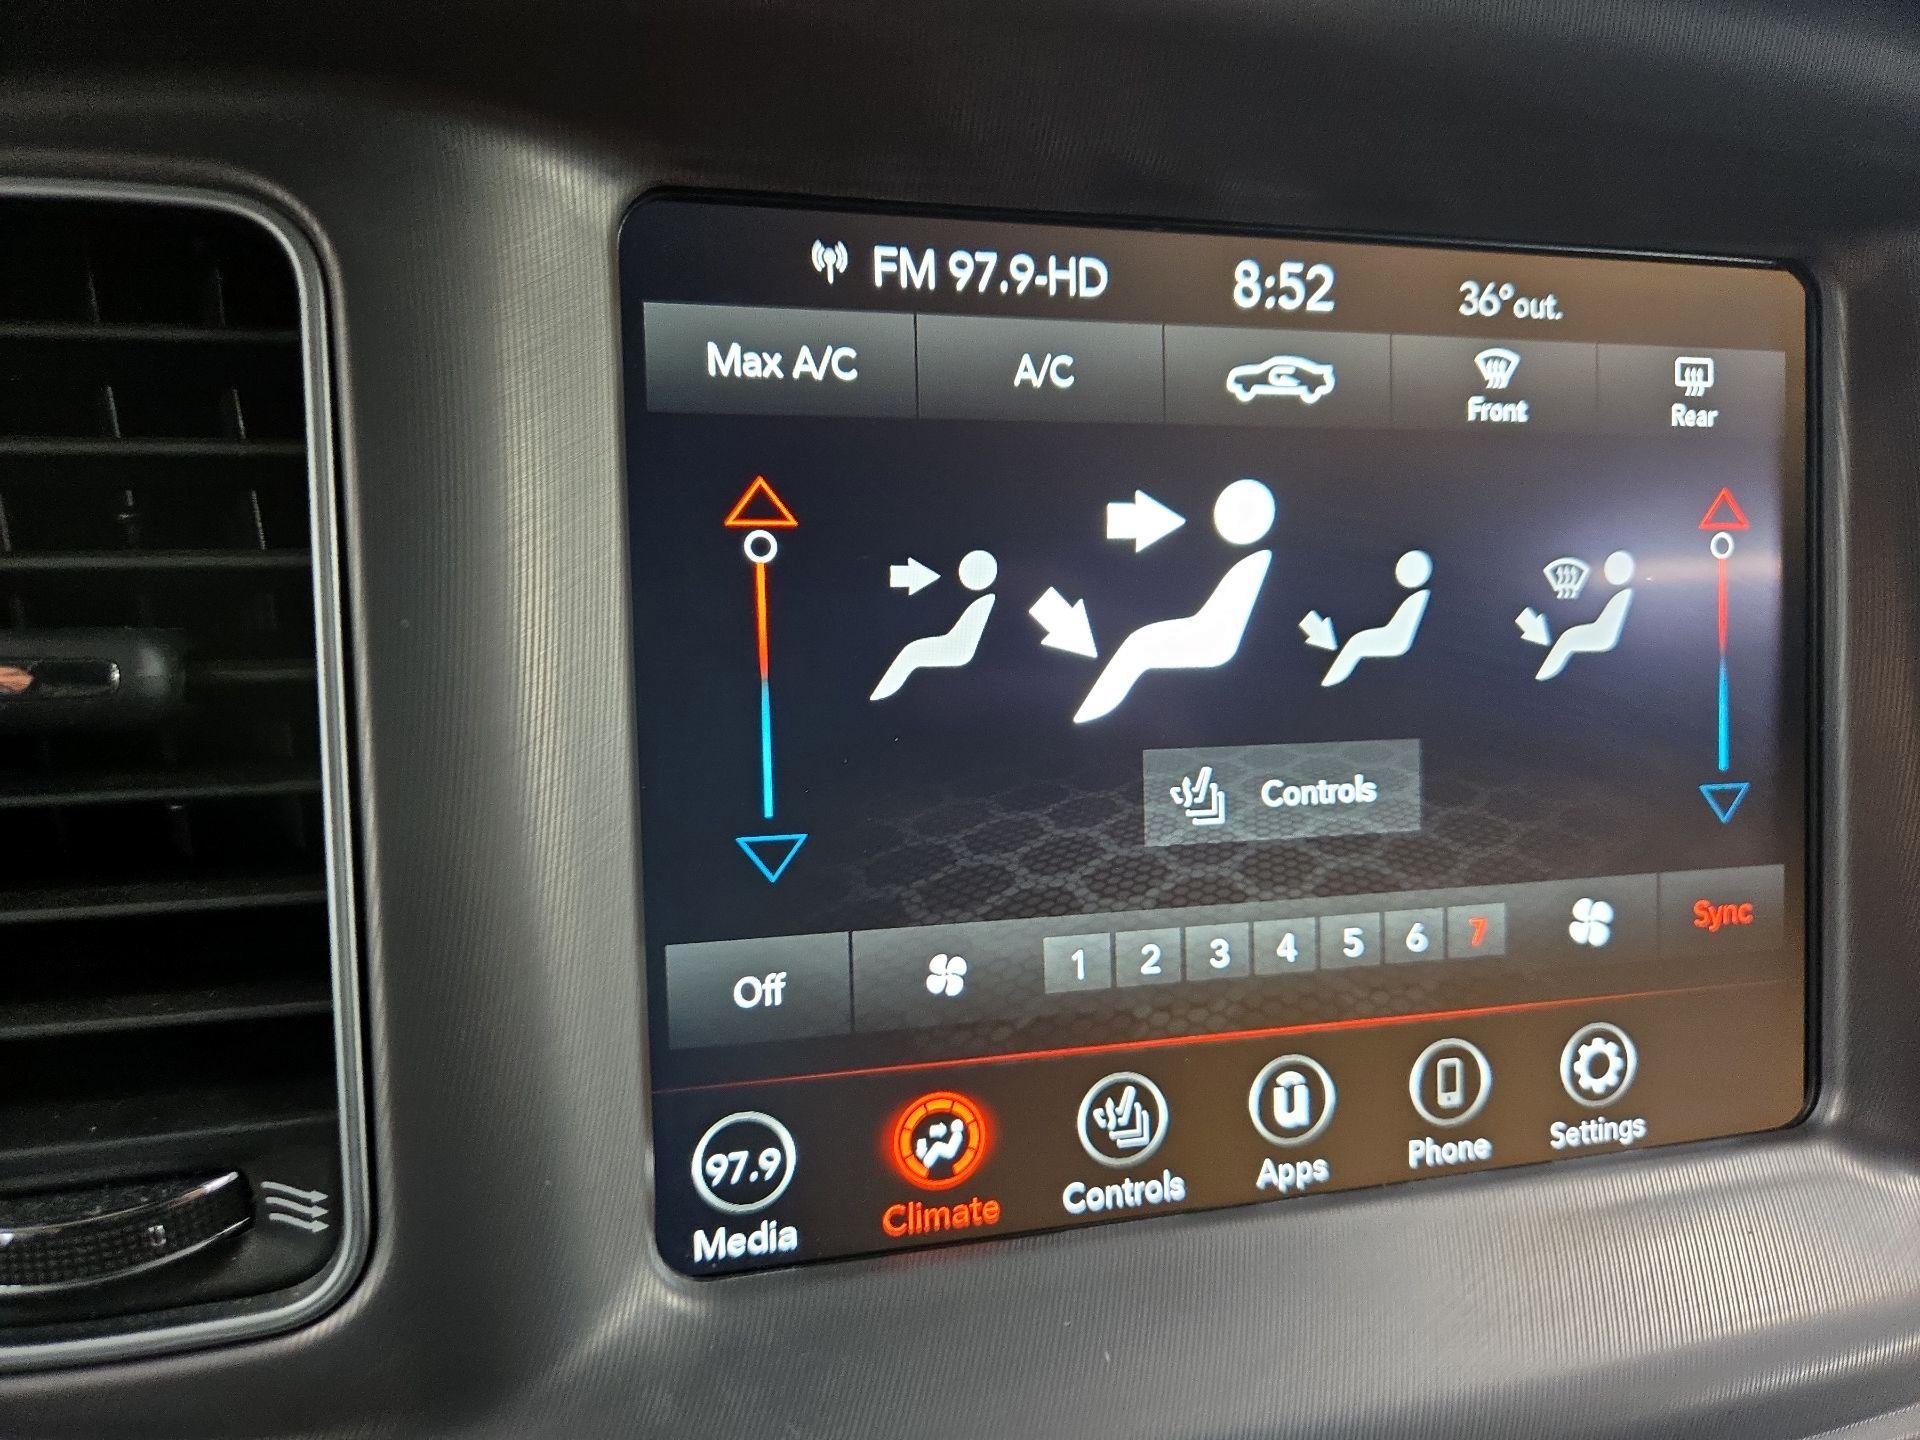 FM 97.9-HD 8:52 36° out.
Max A/C A/C Front Rear
Controls
Off 1 2 3 4 5 6 7 Sync
97.9 u
Media Climate Controls Apps Phone Settings